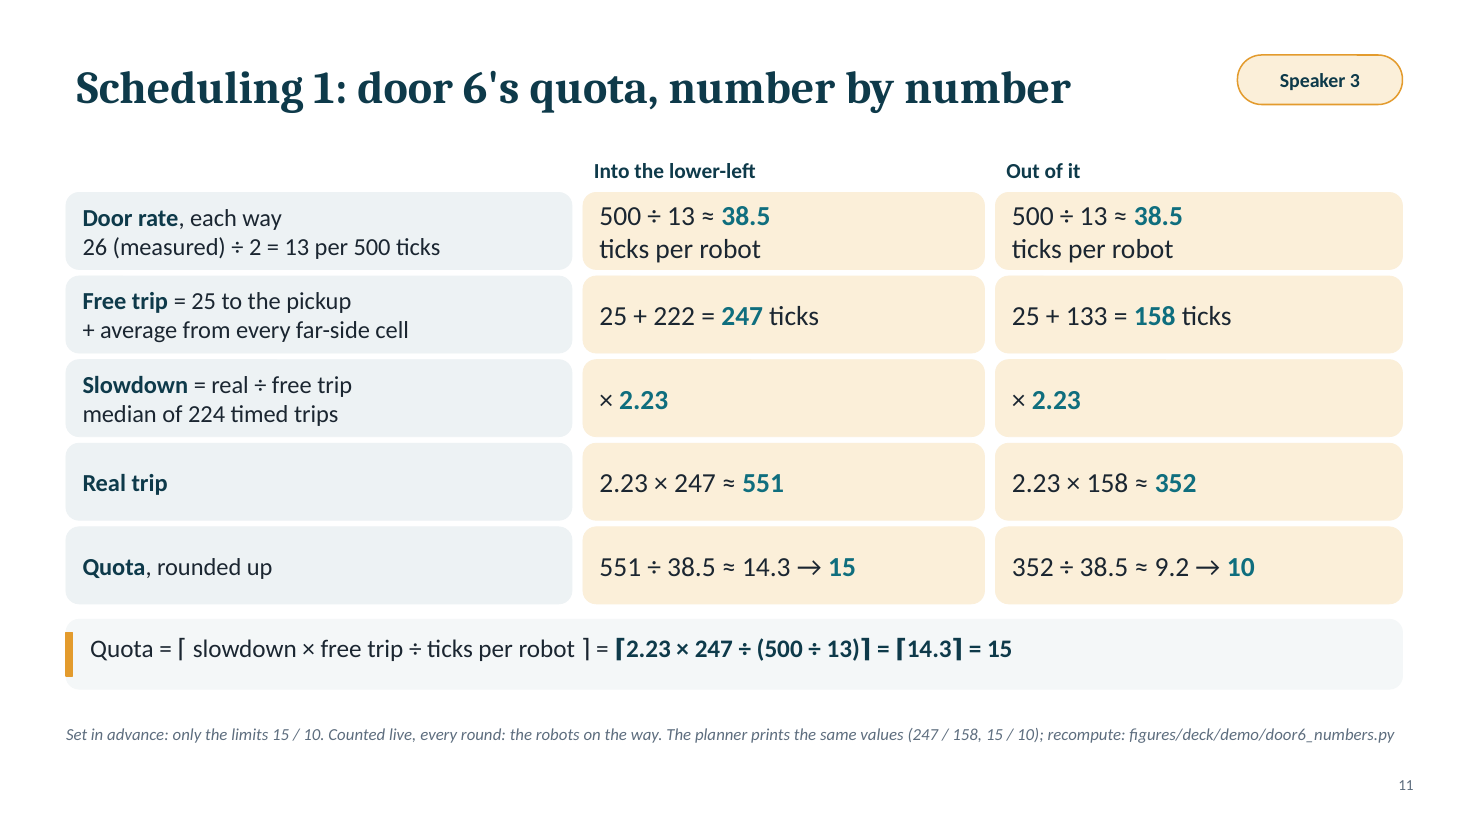 Scheduling 1: door 6's quota, number by number
Speaker 3
Into the lower-left
Out of it
Door rate, each way
26 (measured) ÷ 2 = 13 per 500 ticks
500 ÷ 13 ≈ 38.5
ticks per robot
500 ÷ 13 ≈ 38.5
ticks per robot
Free trip = 25 to the pickup
+ average from every far-side cell
25 + 222 = 247 ticks
25 + 133 = 158 ticks
Slowdown = real ÷ free trip
median of 224 timed trips
× 2.23
× 2.23
Real trip
2.23 × 247 ≈ 551
2.23 × 158 ≈ 352
Quota, rounded up
551 ÷ 38.5 ≈ 14.3 → 15
352 ÷ 38.5 ≈ 9.2 → 10
Quota = ⌈ slowdown × free trip ÷ ticks per robot ⌉ = ⌈2.23 × 247 ÷ (500 ÷ 13)⌉ = ⌈14.3⌉ = 15
Set in advance: only the limits 15 / 10. Counted live, every round: the robots on the way. The planner prints the same values (247 / 158, 15 / 10); recompute: figures/deck/demo/door6_numbers.py
11